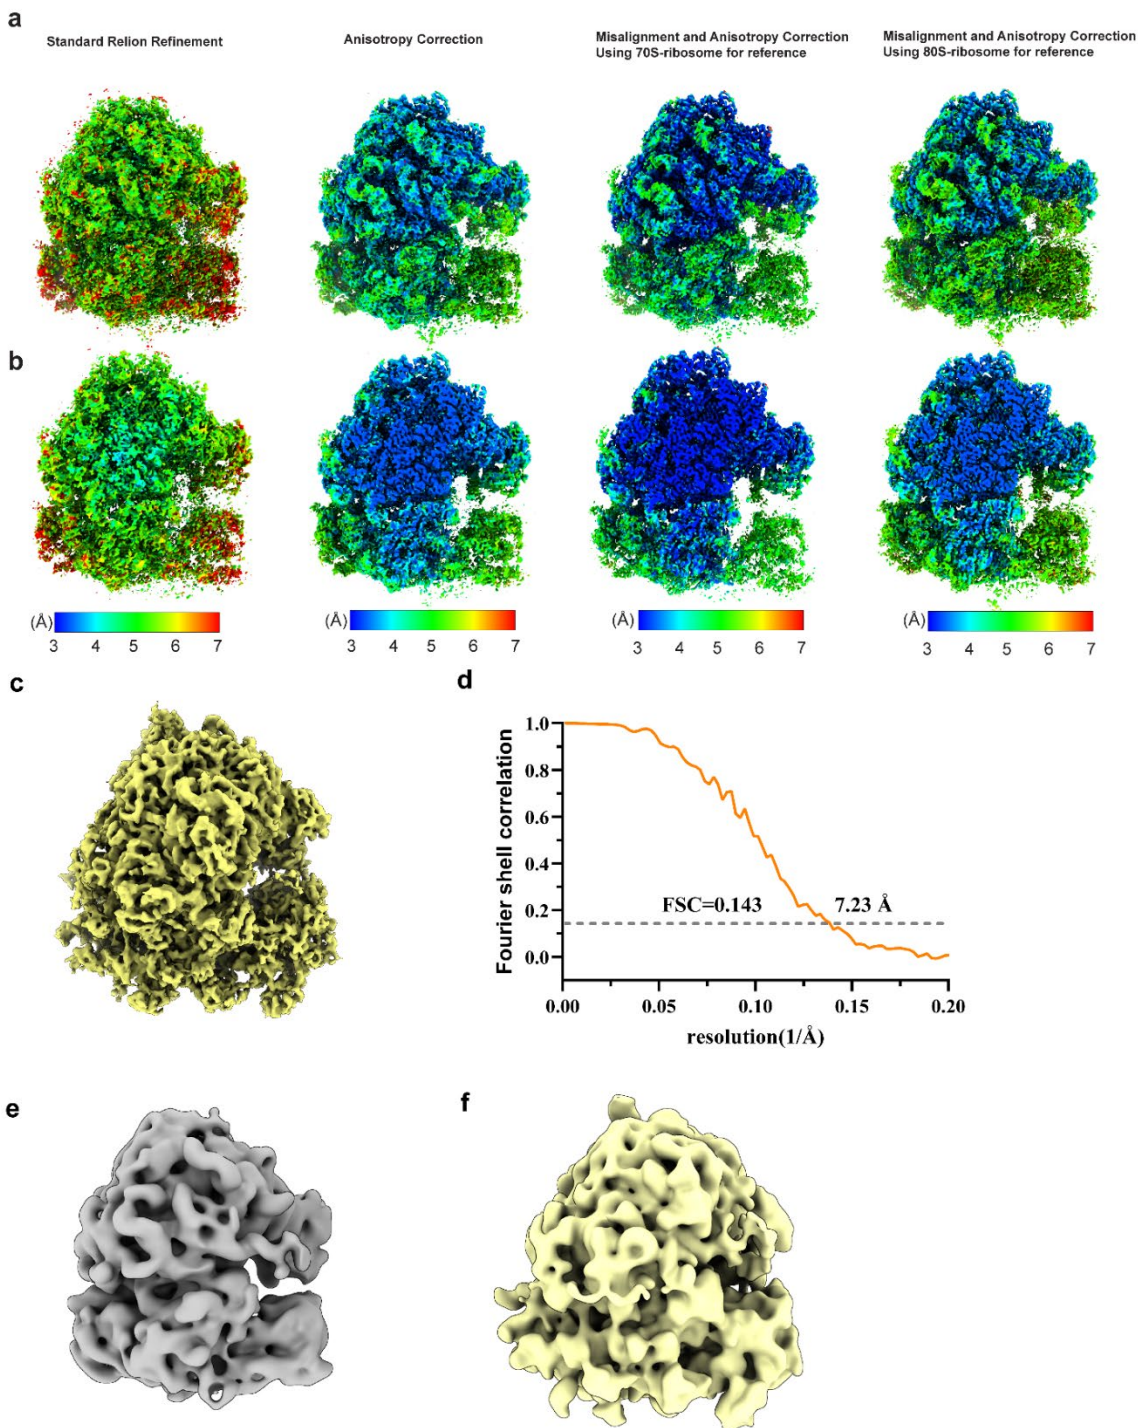 a
Standard Relion Refinement
Anisotropy Correction
Misalignment and Anisotropy Correction
Using 70S-ribosome for reference
Misalignment and Anisotropy Correction
Using 80S-ribosome for reference
b
(Å)
3 4 5 6 7
(Å)
3 4 5 6 7
(Å)
3 4 5 6 7
(Å)
3 4 5 6 7
c
d
Fourier shell correlation
1.0
0.8
0.6
0.4
0.2
0.0
FSC=0.143
7.23 Å
0.00 0.05 0.10 0.15 0.20
resolution(1/Å)
e
f